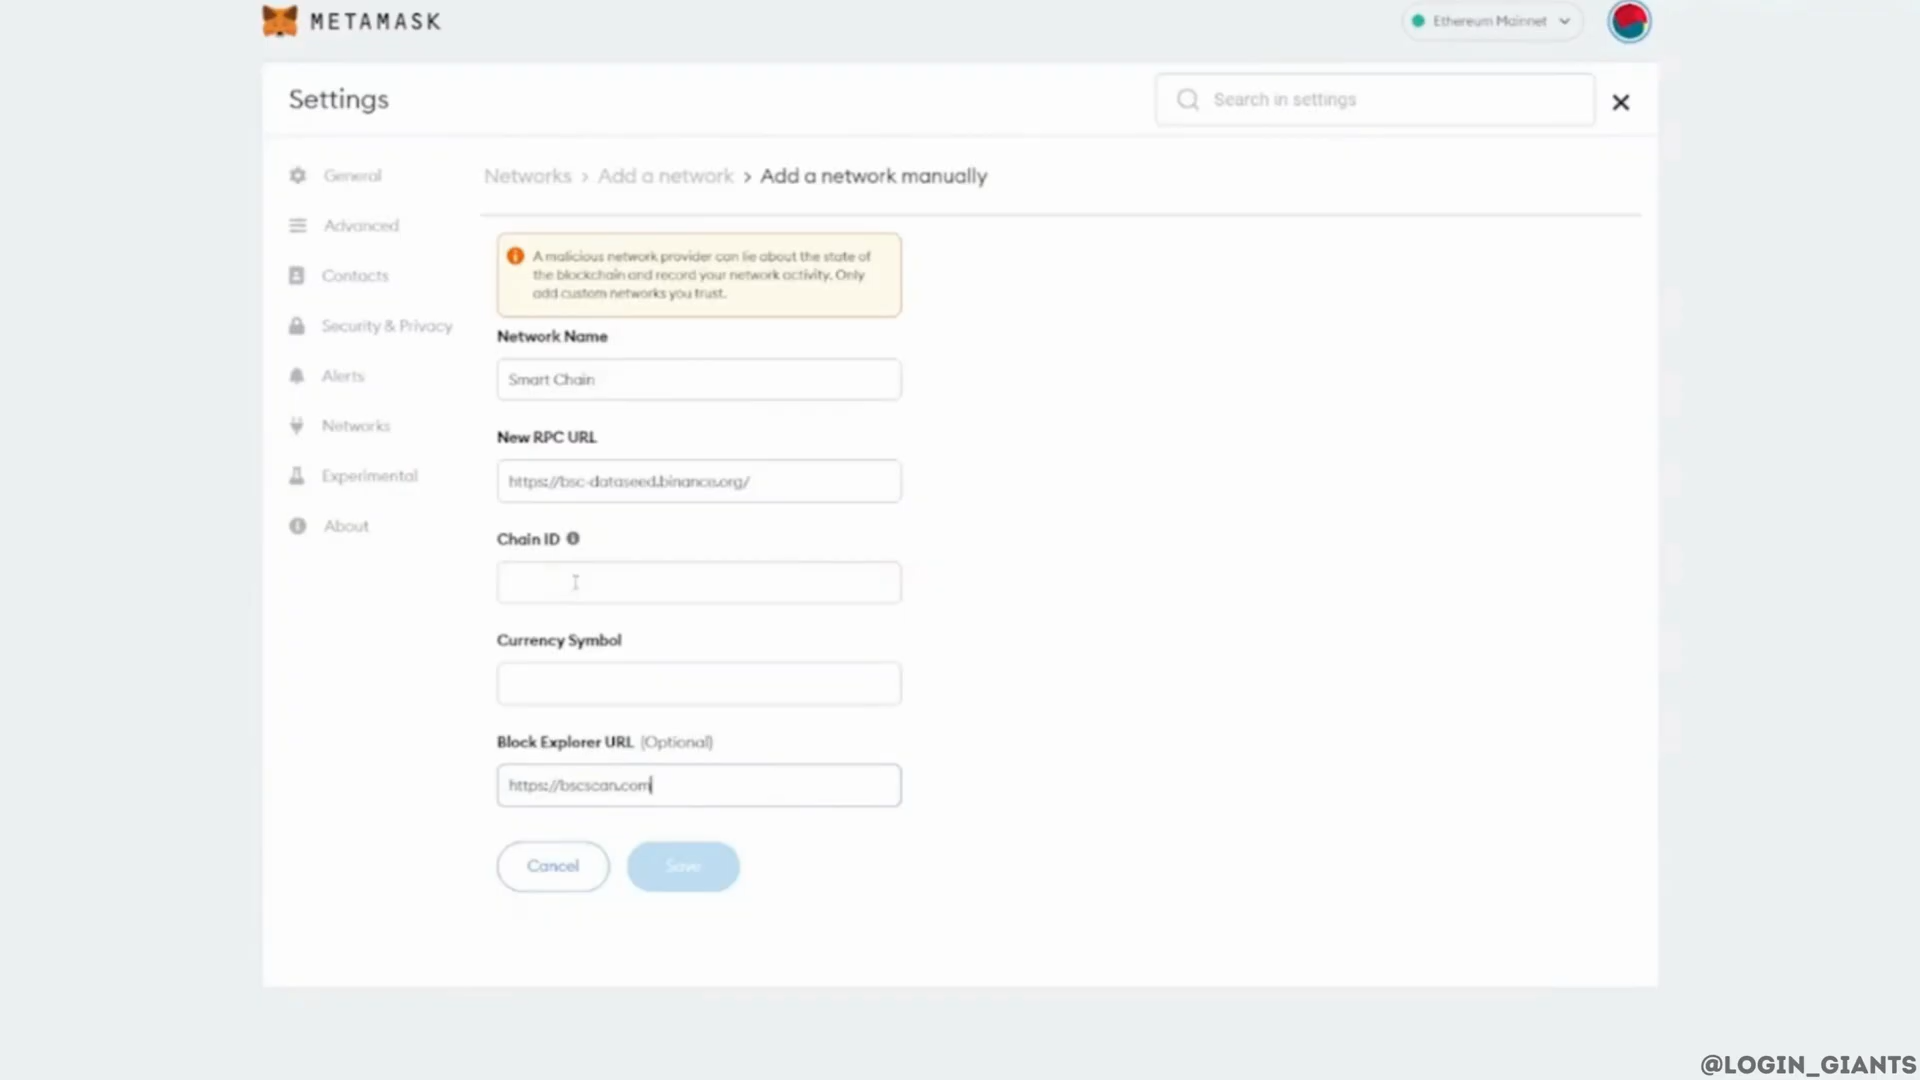 METAMASK
Ethereum Mainnet
Settings
Search in settings
General
Advanced
Contacts
Security & Privacy
Alerts
Networks
Experimental
About
Networks > Add a network > Add a network manually
A malicious network provider can lie about the state of
the blockchain and record your network activity. Only
add custom networks you trust.
Network Name
Smart Chain
New RPC URL
https://bsc-dataseed.binance.org/
Chain ID
Currency Symbol
Block Explorer URL (Optional)
https://bscscan.com
Cancel
Save
@LOGIN_GIANTS